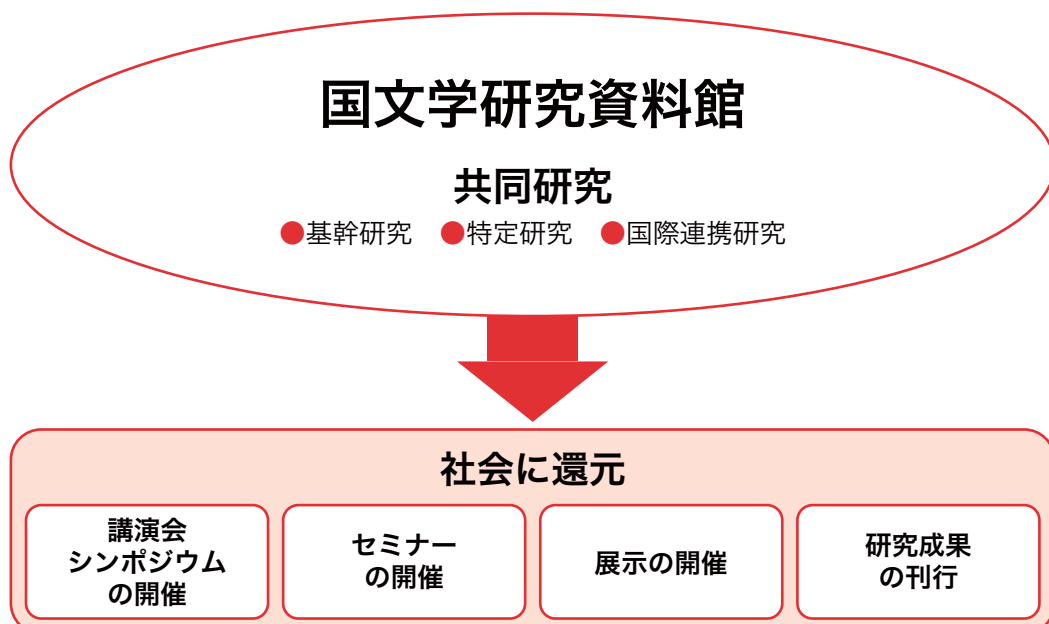 国文学研究資料館
共同研究
●基幹研究 ●特定研究 ●国際連携研究
社会に還元
講演会
シンポジウム
の開催
セミナー
の開催
展示の開催
研究成果
の刊行